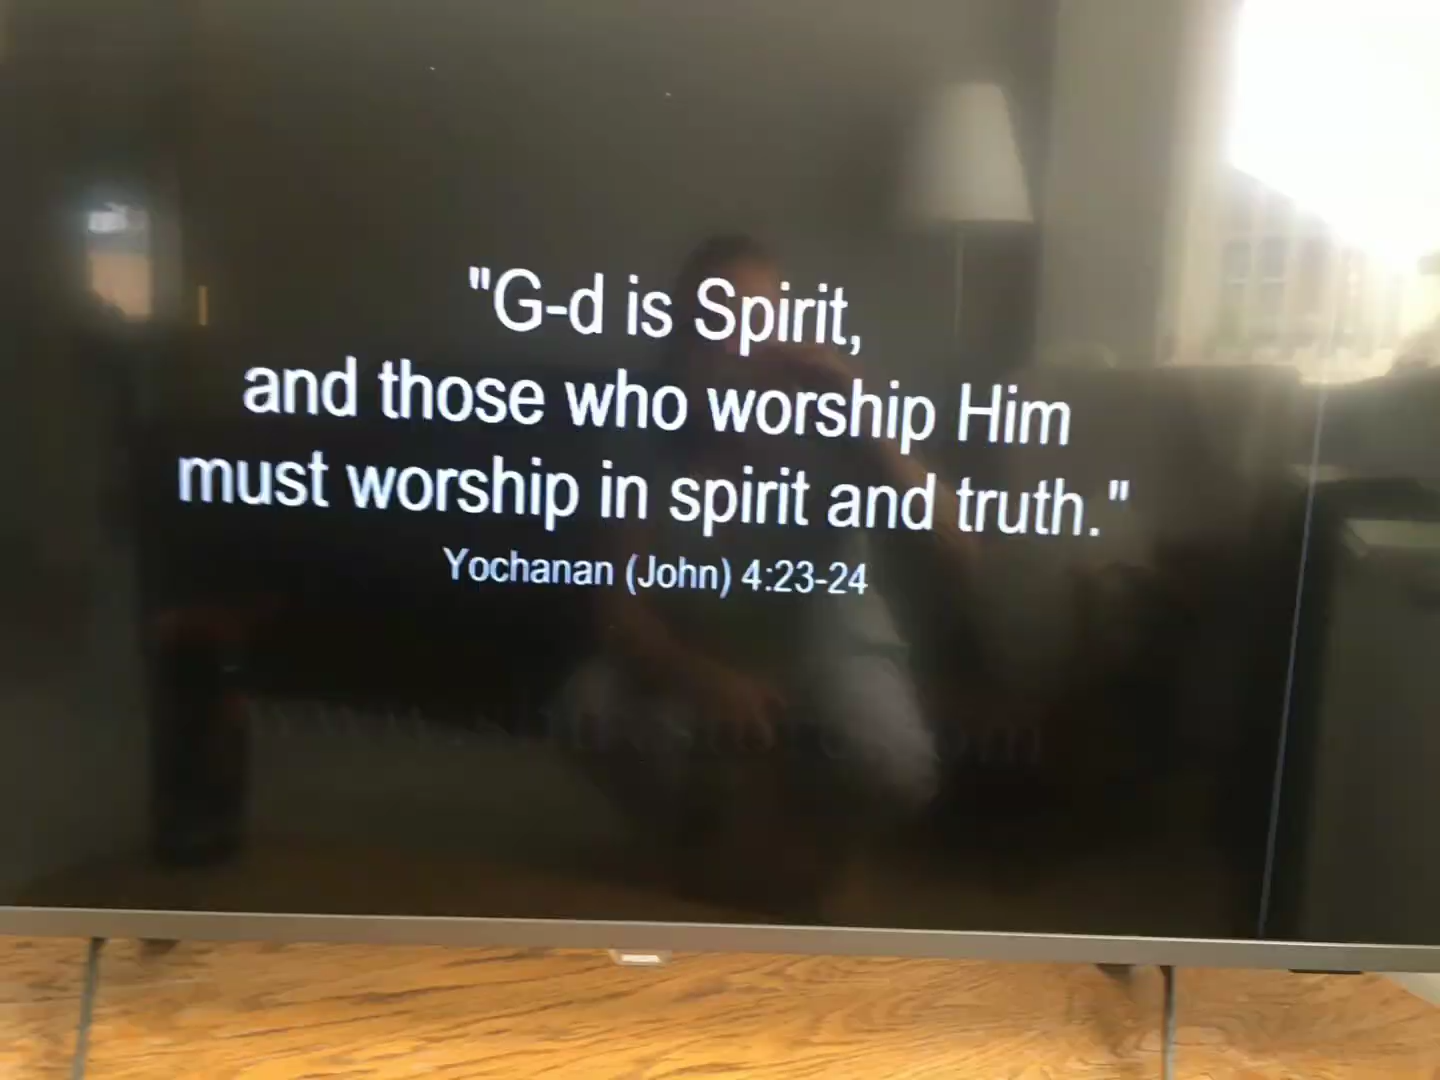 "G-d is Spirit,
and those who worship Him
must worship in spirit and truth."
Yochanan (John) 4:23-24